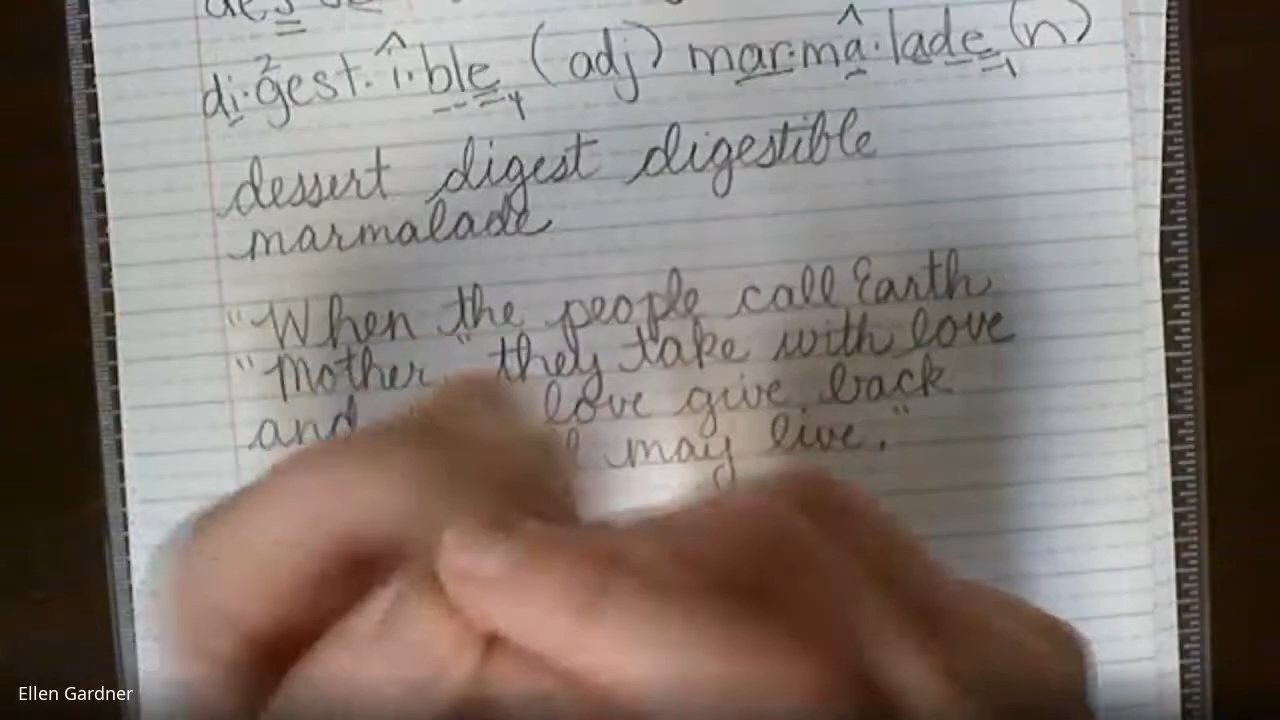 di·gest·i·ble (adj) mar·ma·lade (n)
dessert digest digestible
marmalade
"When the people call Earth
"Mother," they take with love
and love give back
may live."
Ellen Gardner